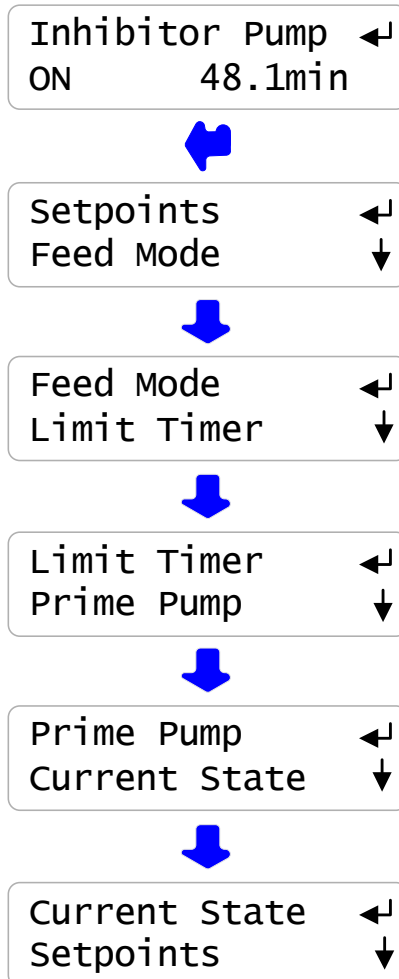 Inhibitor Pump ↵
ON 48.1min
Setpoints ↵
Feed Mode ↓
Feed Mode ↵
Limit Timer ↓
Limit Timer ↵
Prime Pump ↓
Prime Pump ↵
Current State ↓
Current State ↵
Setpoints ↓